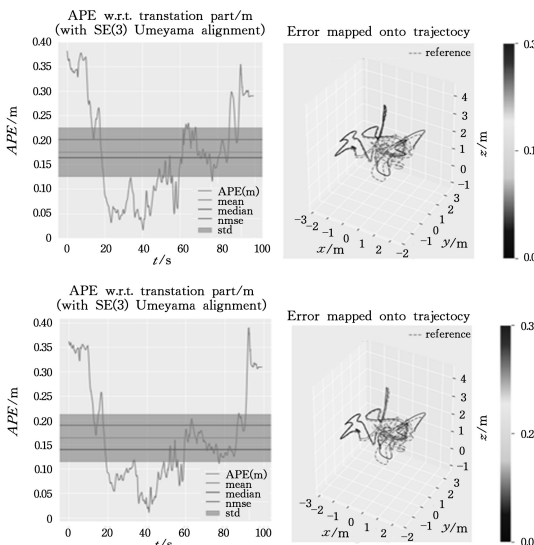 APE w.r.t. transtation part/m
(with SE(3) Umeyama alignment)
0.40
0.35
0.30
0.25
0.20
0.15
0.10
0.05
0
APE/m
0 20 40 60 80 100
t/s
APE(m)
mean
median
nmse
std
Error mapped onto trajectocy
reference
4
3
2
1
0
−1
z/m
3
2
1
0
−1
−2
y/m
−3 −2 −1 0 1 2
x/m
0.3
0.1
0.0
APE w.r.t. transtation part/m
(with SE(3) Umeyama alignment)
0.40
0.35
0.30
0.25
0.20
0.15
0.10
0.05
0
APE/m
0 20 40 60 80 100
t/s
APE(m)
mean
median
nmse
std
Error mapped onto trajectocy
reference
4
3
2
1
0
−1
z/m
3
2
1
0
−1
−2
y/m
−3 −2 −1 0 1 2
x/m
0.3
0.2
0.0